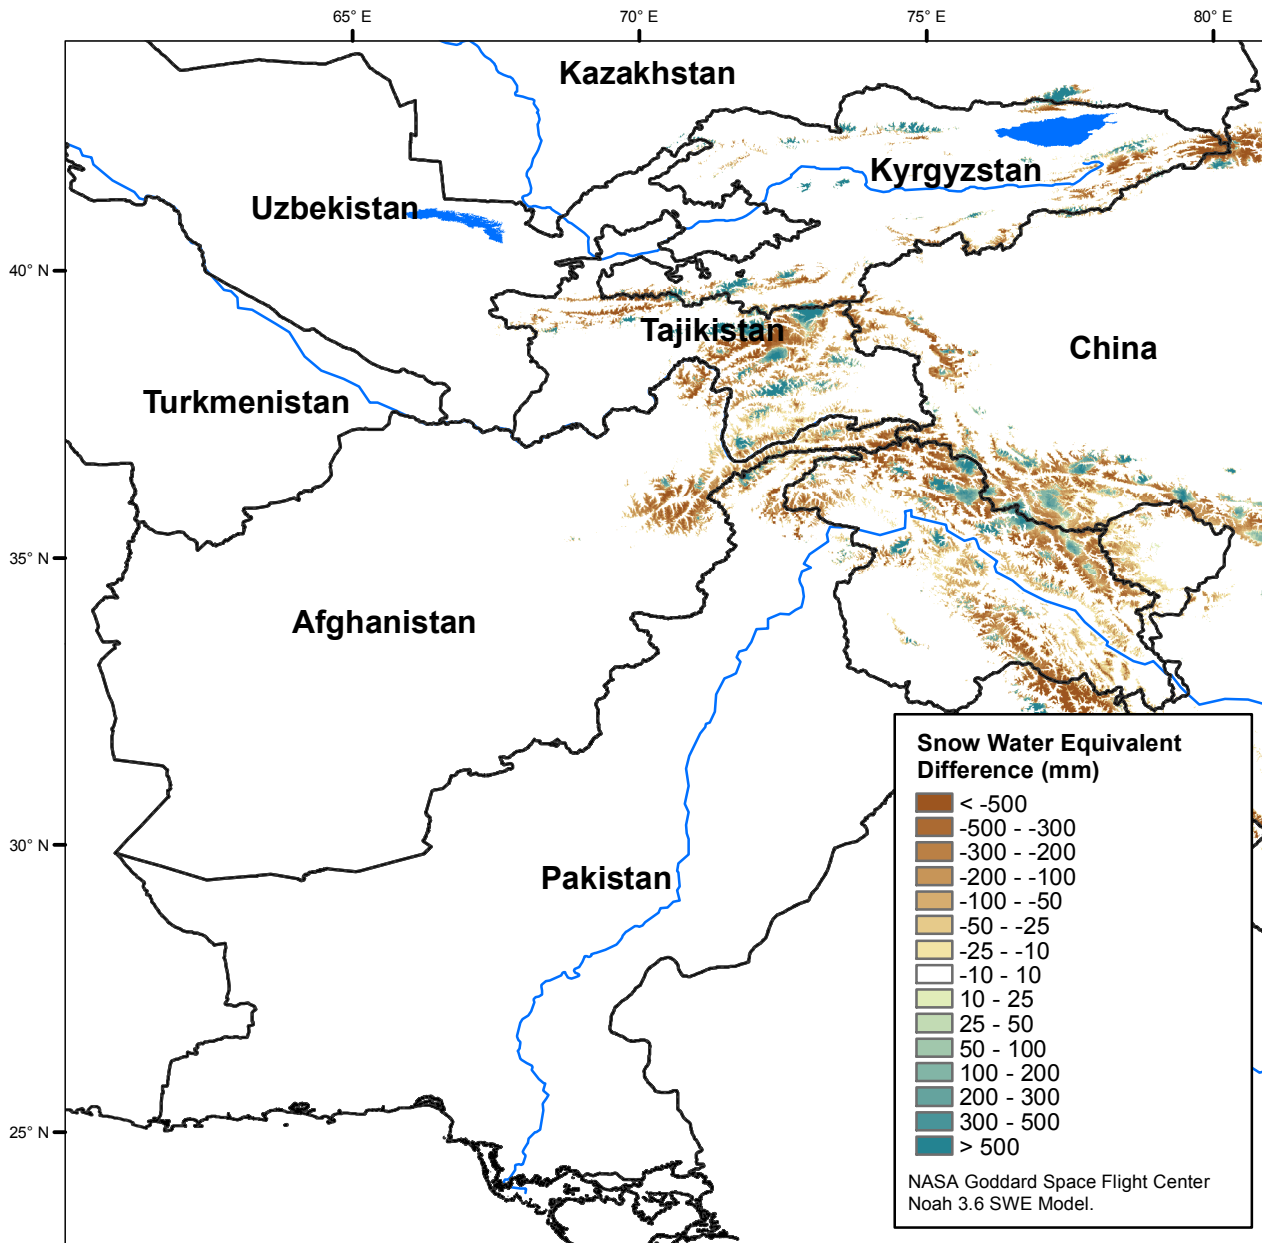 65° E
70° E
75° E
80° E
Kazakhstan
Kyrgyzstan
Uzbekistan
40° N
Tajikistan
China
Turkmenistan
35° N
Afghanistan
30° N
Pakistan
25° N
Snow Water Equivalent
Difference (mm)
< -500
-500 - -300
-300 - -200
-200 - -100
-100 - -50
-50 - -25
-25 - -10
-10 - 10
10 - 25
25 - 50
50 - 100
100 - 200
200 - 300
300 - 500
> 500
NASA Goddard Space Flight Center
Noah 3.6 SWE Model.